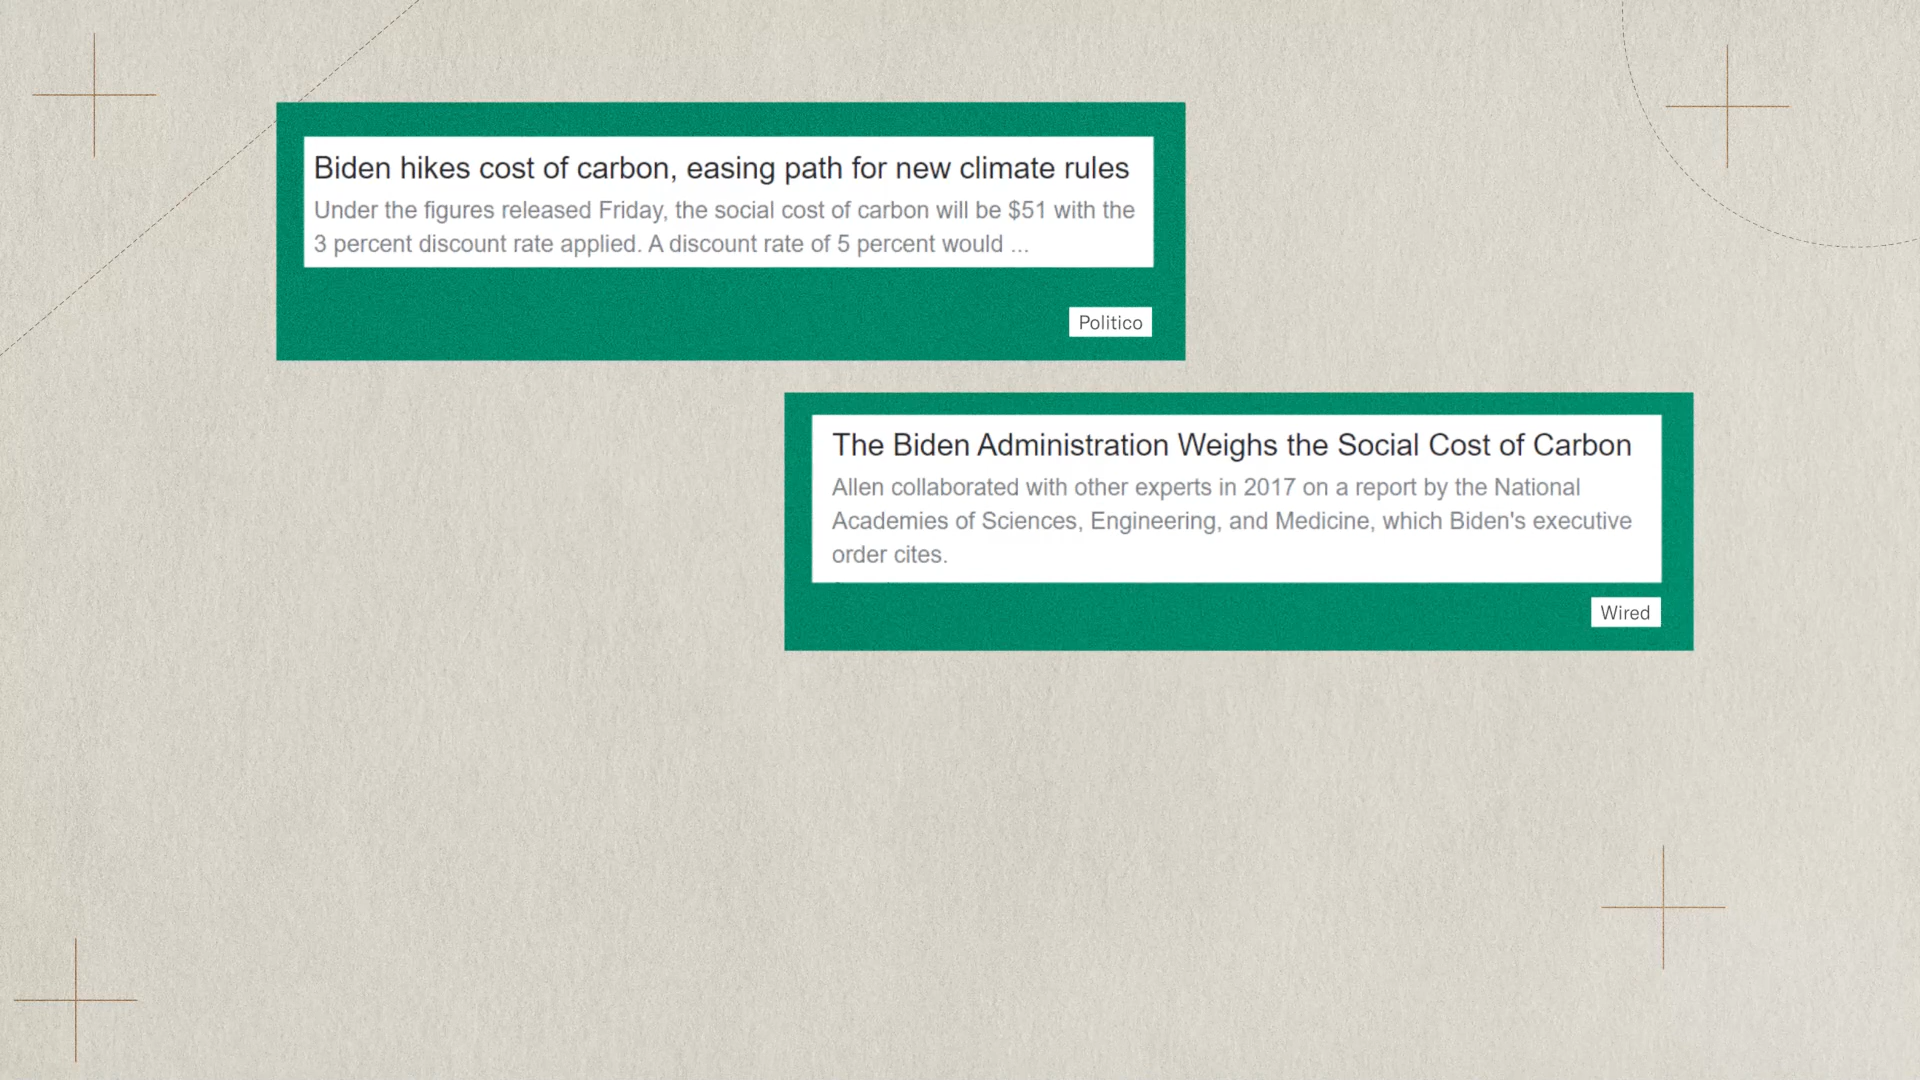 Biden hikes cost of carbon, easing path for new climate rules
Under the figures released Friday, the social cost of carbon will be $51 with the
3 percent discount rate applied. A discount rate of 5 percent would ...
Politico
The Biden Administration Weighs the Social Cost of Carbon
Allen collaborated with other experts in 2017 on a report by the National
Academies of Sciences, Engineering, and Medicine, which Biden's executive
order cites.
Wired